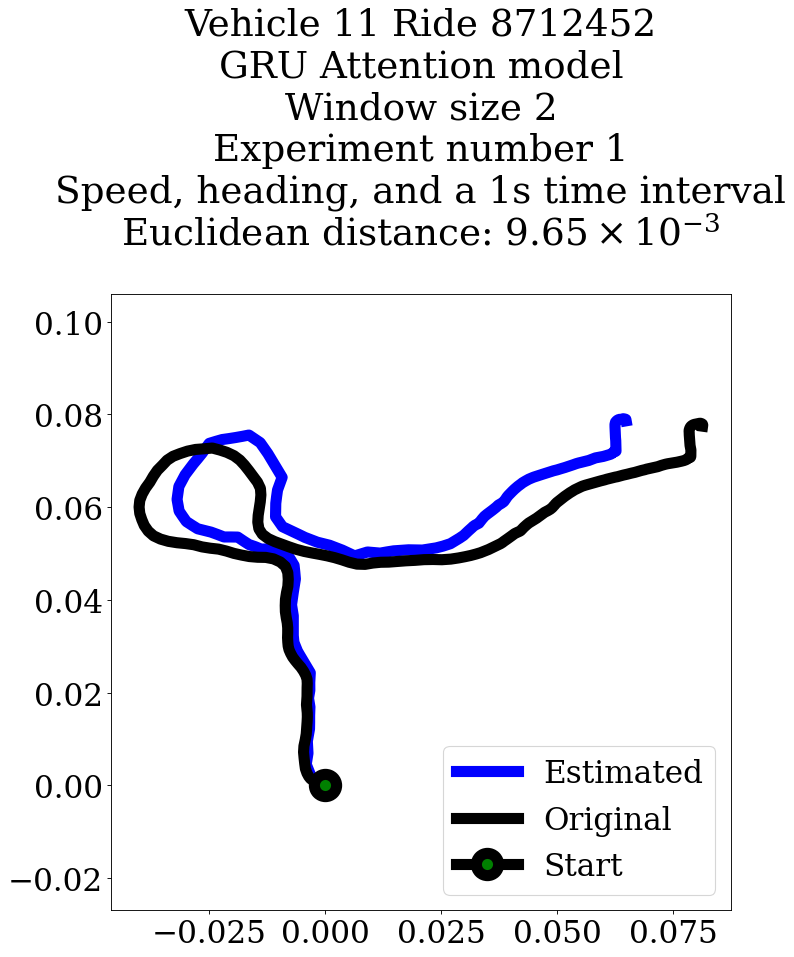 Vehicle 11 Ride 8712452
GRU Attention model
Window size 2
Experiment number 1
Speed, heading, and a 1s time interval
Euclidean distance: 9.65 × 10⁻³
0.10
0.08
0.06
0.04
0.02
0.00
−0.02
Estimated
Original
Start
−0.025 0.000 0.025 0.050 0.075